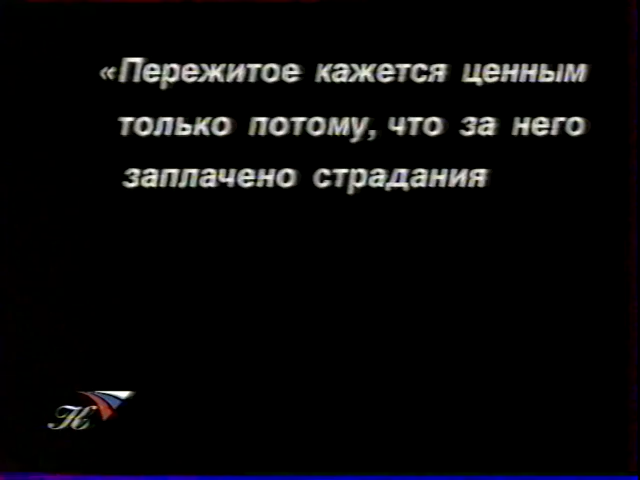 «Пережитое кажется ценным
только потому, что за него
заплачено страдания
К